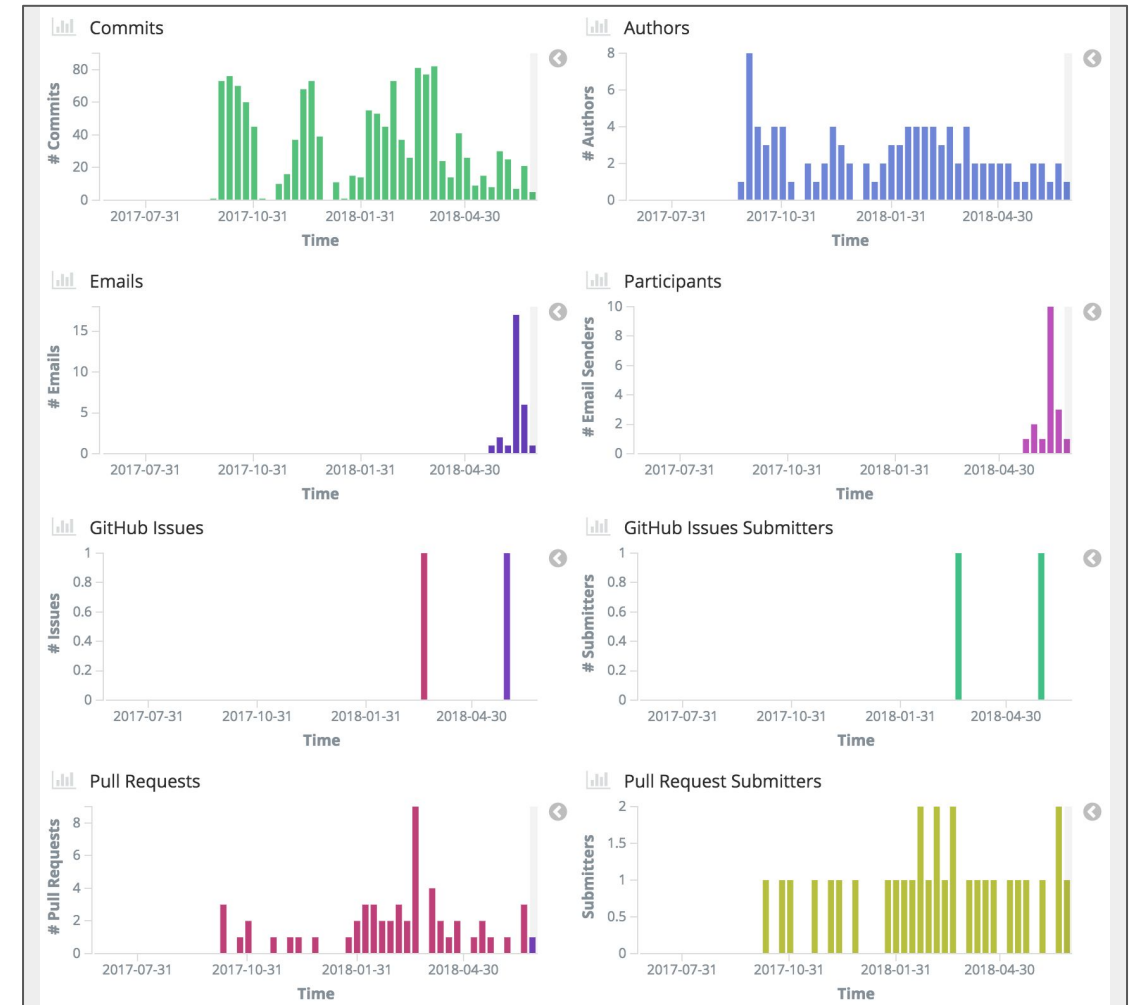 Commits
# Commits
80
60
40
20
0
2017-07-31 2017-10-31 2018-01-31 2018-04-30
Time
Authors
# Authors
8
6
4
2
0
2017-07-31 2017-10-31 2018-01-31 2018-04-30
Time
Emails
# Emails
15
10
5
0
2017-07-31 2017-10-31 2018-01-31 2018-04-30
Time
Participants
# Email Senders
10
8
6
4
2
0
2017-07-31 2017-10-31 2018-01-31 2018-04-30
Time
GitHub Issues
# Issues
1
0.8
0.6
0.4
0.2
0
2017-07-31 2017-10-31 2018-01-31 2018-04-30
Time
GitHub Issues Submitters
# Submitters
1
0.8
0.6
0.4
0.2
0
2017-07-31 2017-10-31 2018-01-31 2018-04-30
Time
Pull Requests
# Pull Requests
8
6
4
2
0
2017-07-31 2017-10-31 2018-01-31 2018-04-30
Time
Pull Request Submitters
Submitters
2
1.5
1
0.5
0
2017-07-31 2017-10-31 2018-01-31 2018-04-30
Time